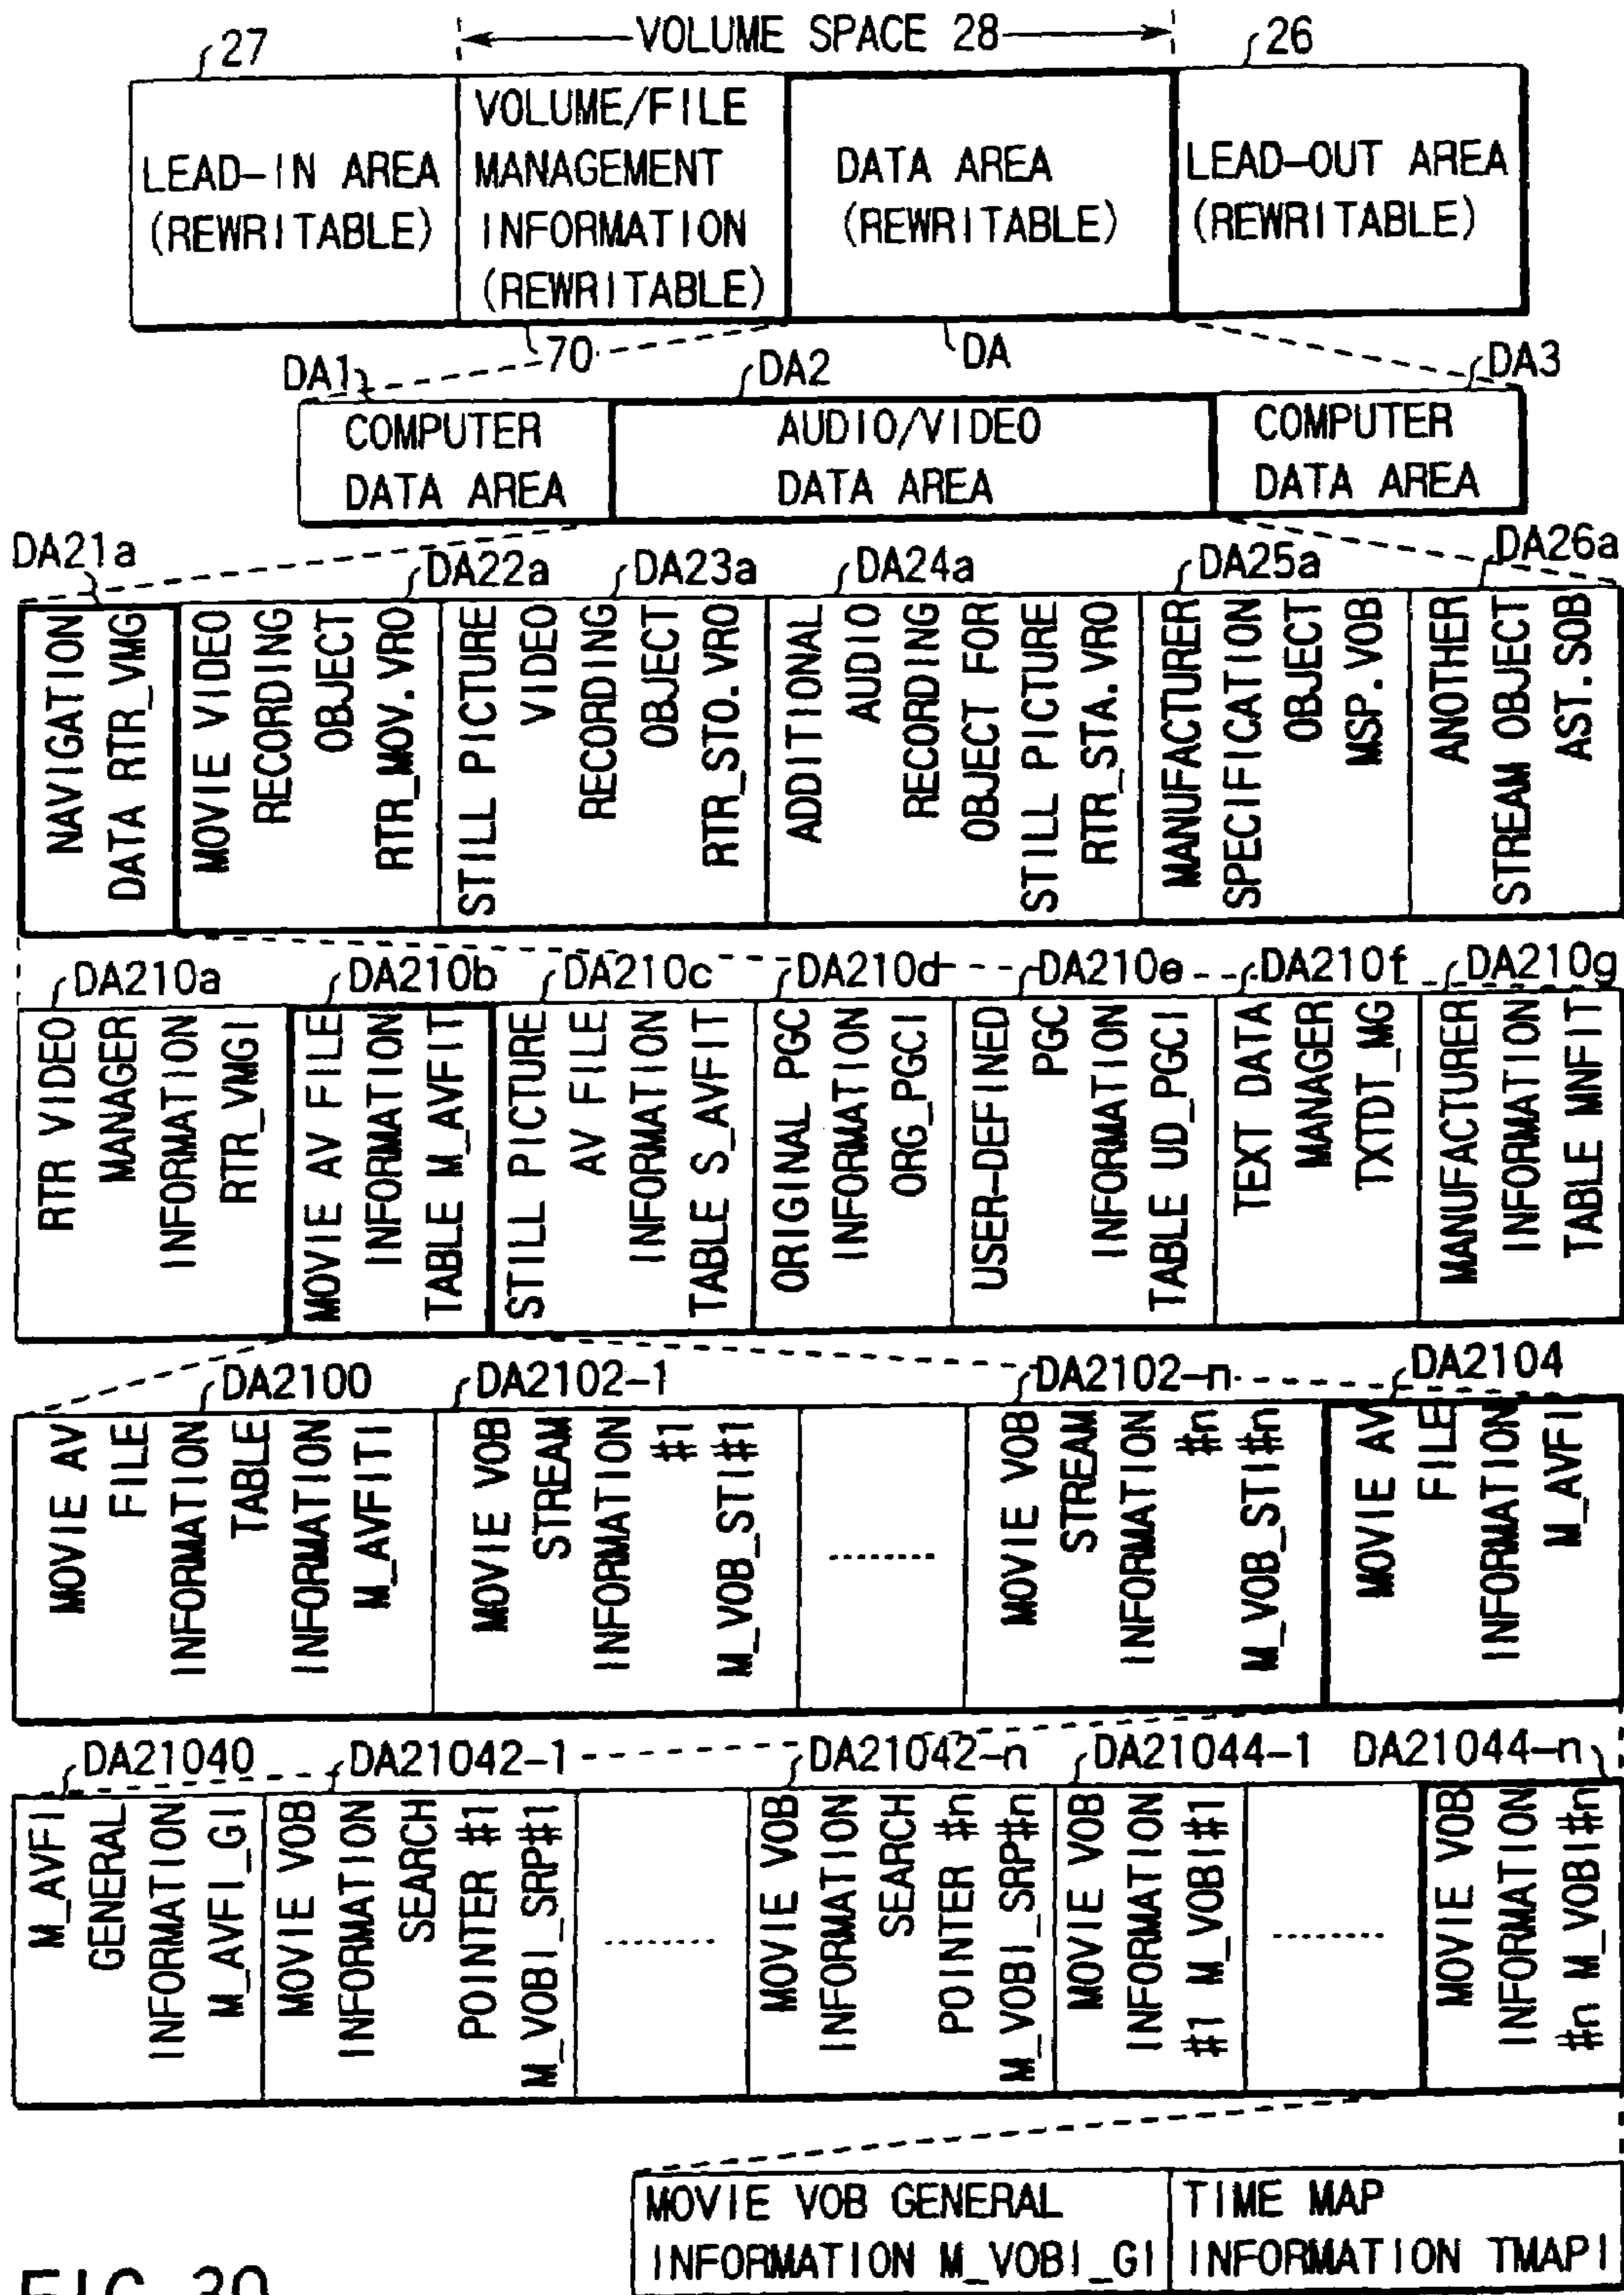 VOLUME SPACE 28
27
26
LEAD-IN AREA
(REWRITABLE)
VOLUME/FILE
MANAGEMENT
INFORMATION
(REWRITABLE)
DATA AREA
(REWRITABLE)
LEAD-OUT AREA
(REWRITABLE)
70
DA
DA1
DA2
DA3
COMPUTER
DATA AREA
AUDIO/VIDEO
DATA AREA
COMPUTER
DATA AREA
DA21a
DA22a
DA23a
DA24a
DA25a
DA26a
NAVIGATION
DATA RTR_VMG
MOVIE VIDEO
RECORDING
OBJECT
RTR_MOV.VRO
STILL PICTURE
VIDEO
RECORDING
OBJECT
RTR_STO.VRO
ADDITIONAL
AUDIO
RECORDING
OBJECT FOR
STILL PICTURE
RTR_STA.VRO
MANUFACTURER
SPECIFICATION
OBJECT
MSP.VOB
ANOTHER
STREAM OBJECT
AST.SOB
DA210a
DA210b
DA210c
DA210d
DA210e
DA210f
DA210g
RTR VIDEO
MANAGER
INFORMATION
RTR_VMGI
MOVIE AV FILE
INFORMATION
TABLE M_AVFIT
STILL PICTURE
AV FILE
INFORMATION
TABLE S_AVFIT
ORIGINAL PGC
INFORMATION
ORG_PGCI
USER-DEFINED
PGC
INFORMATION
TABLE UD_PGCI
TEXT DATA
MANAGER
TXTDT_MG
MANUFACTURER
INFORMATION
TABLE MNFIT
DA2100
DA2102-1
DA2102-n
DA2104
MOVIE AV
FILE
INFORMATION
TABLE
INFORMATION
M_AVFITI
MOVIE VOB
STREAM
INFORMATION
#1
M_VOB_STI#1
..........
MOVIE VOB
STREAM
INFORMATION
#n
M_VOB_STI#n
MOVIE AV
FILE
INFORMATION
M_AVFI
DA21040
DA21042-1
DA21042-n
DA21044-1
DA21044-n
M_AVFI
GENERAL
INFORMATION
M_AVFI_GI
MOVIE VOB
INFORMATION
SEARCH
POINTER #1
M_VOBI_SRP#1
..........
MOVIE VOB
INFORMATION
SEARCH
POINTER #n
M_VOBI_SRP#n
MOVIE VOB
INFORMATION
#1 M_VOBI#1
..........
MOVIE VOB
INFORMATION
#n M_VOBI#n
MOVIE VOB GENERAL
INFORMATION M_VOBI_GI
TIME MAP
INFORMATION TMAPI